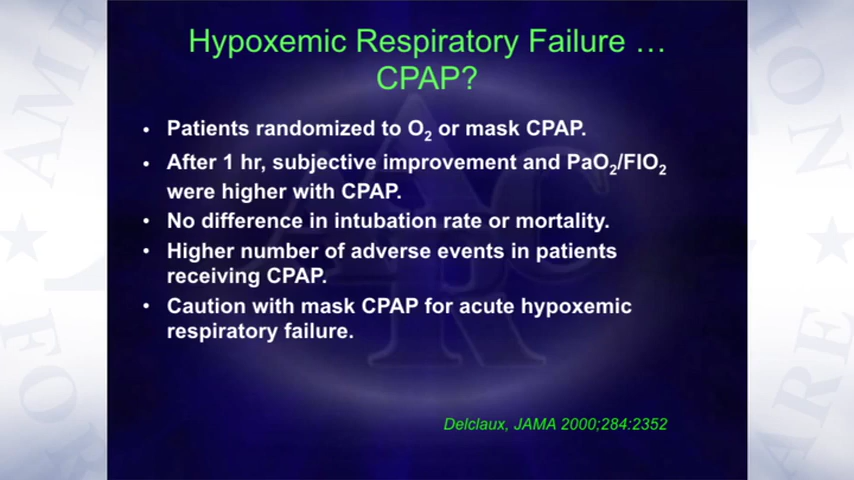 Hypoxemic Respiratory Failure …
CPAP?
• Patients randomized to O₂ or mask CPAP.
• After 1 hr, subjective improvement and PaO₂/FIO₂
were higher with CPAP.
• No difference in intubation rate or mortality.
• Higher number of adverse events in patients
receiving CPAP.
• Caution with mask CPAP for acute hypoxemic
respiratory failure.
Delclaux, JAMA 2000;284:2352